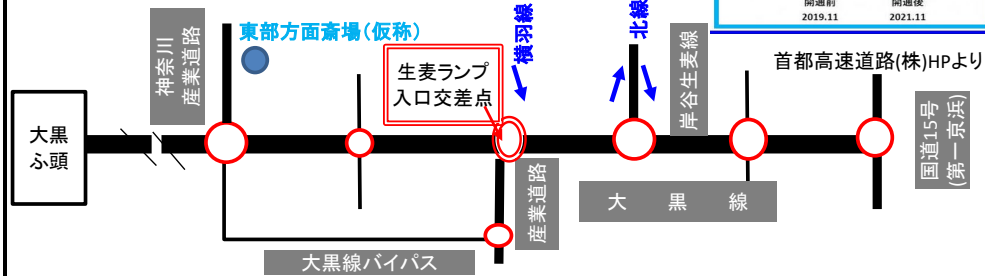 開通前
開通後
2019.11
2021.11
首都高速道路(株)HPより
東部方面斎場(仮称)
神奈川
産業道路
生麦ランプ
入口交差点
横羽線
北線
岸谷生麦線
大黒
ふ頭
国道15号
(第一京浜)
産業道路
大黒線
大黒線バイパス